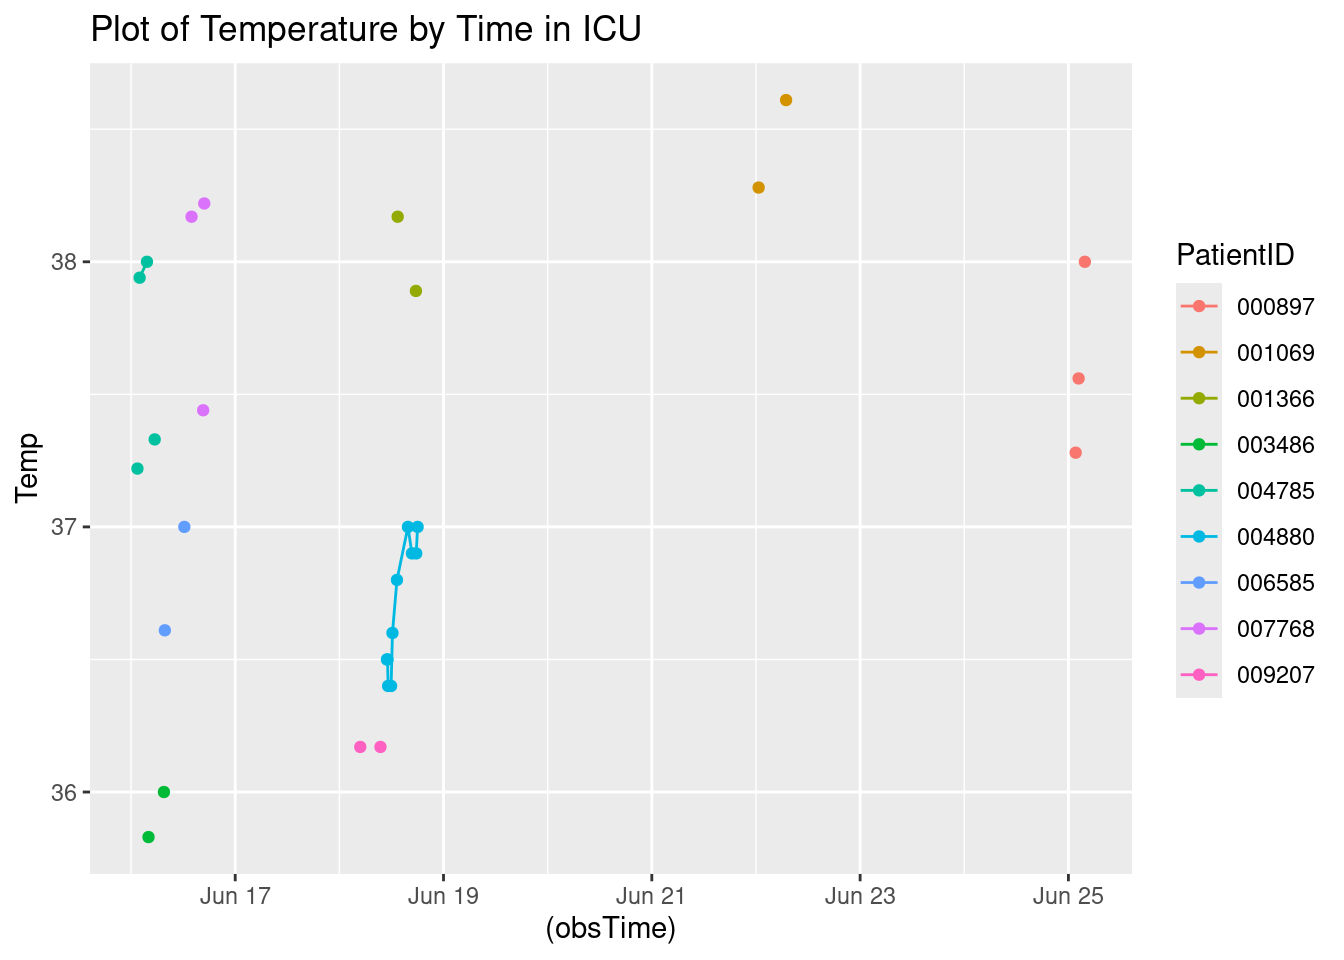 Plot of Temperature by Time in ICU
Temp
38
37
36
Jun 17
Jun 19
Jun 21
Jun 23
Jun 25
(obsTime)
PatientID
000897
001069
001366
003486
004785
004880
006585
007768
009207